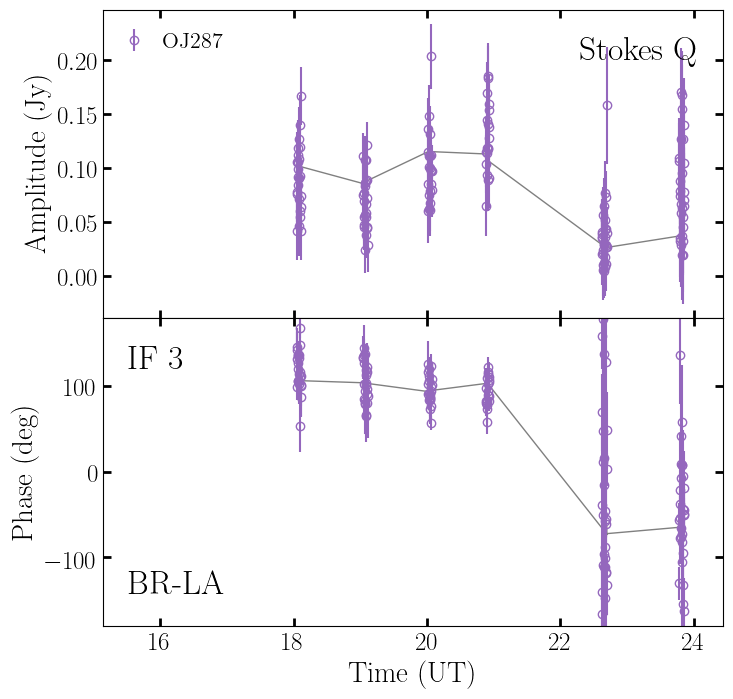 OJ287
Stokes Q
0.20
0.15
0.10
0.05
0.00
Amplitude (Jy)
IF 3
100
0
−100
Phase (deg)
BR-LA
16 18 20 22 24
Time (UT)